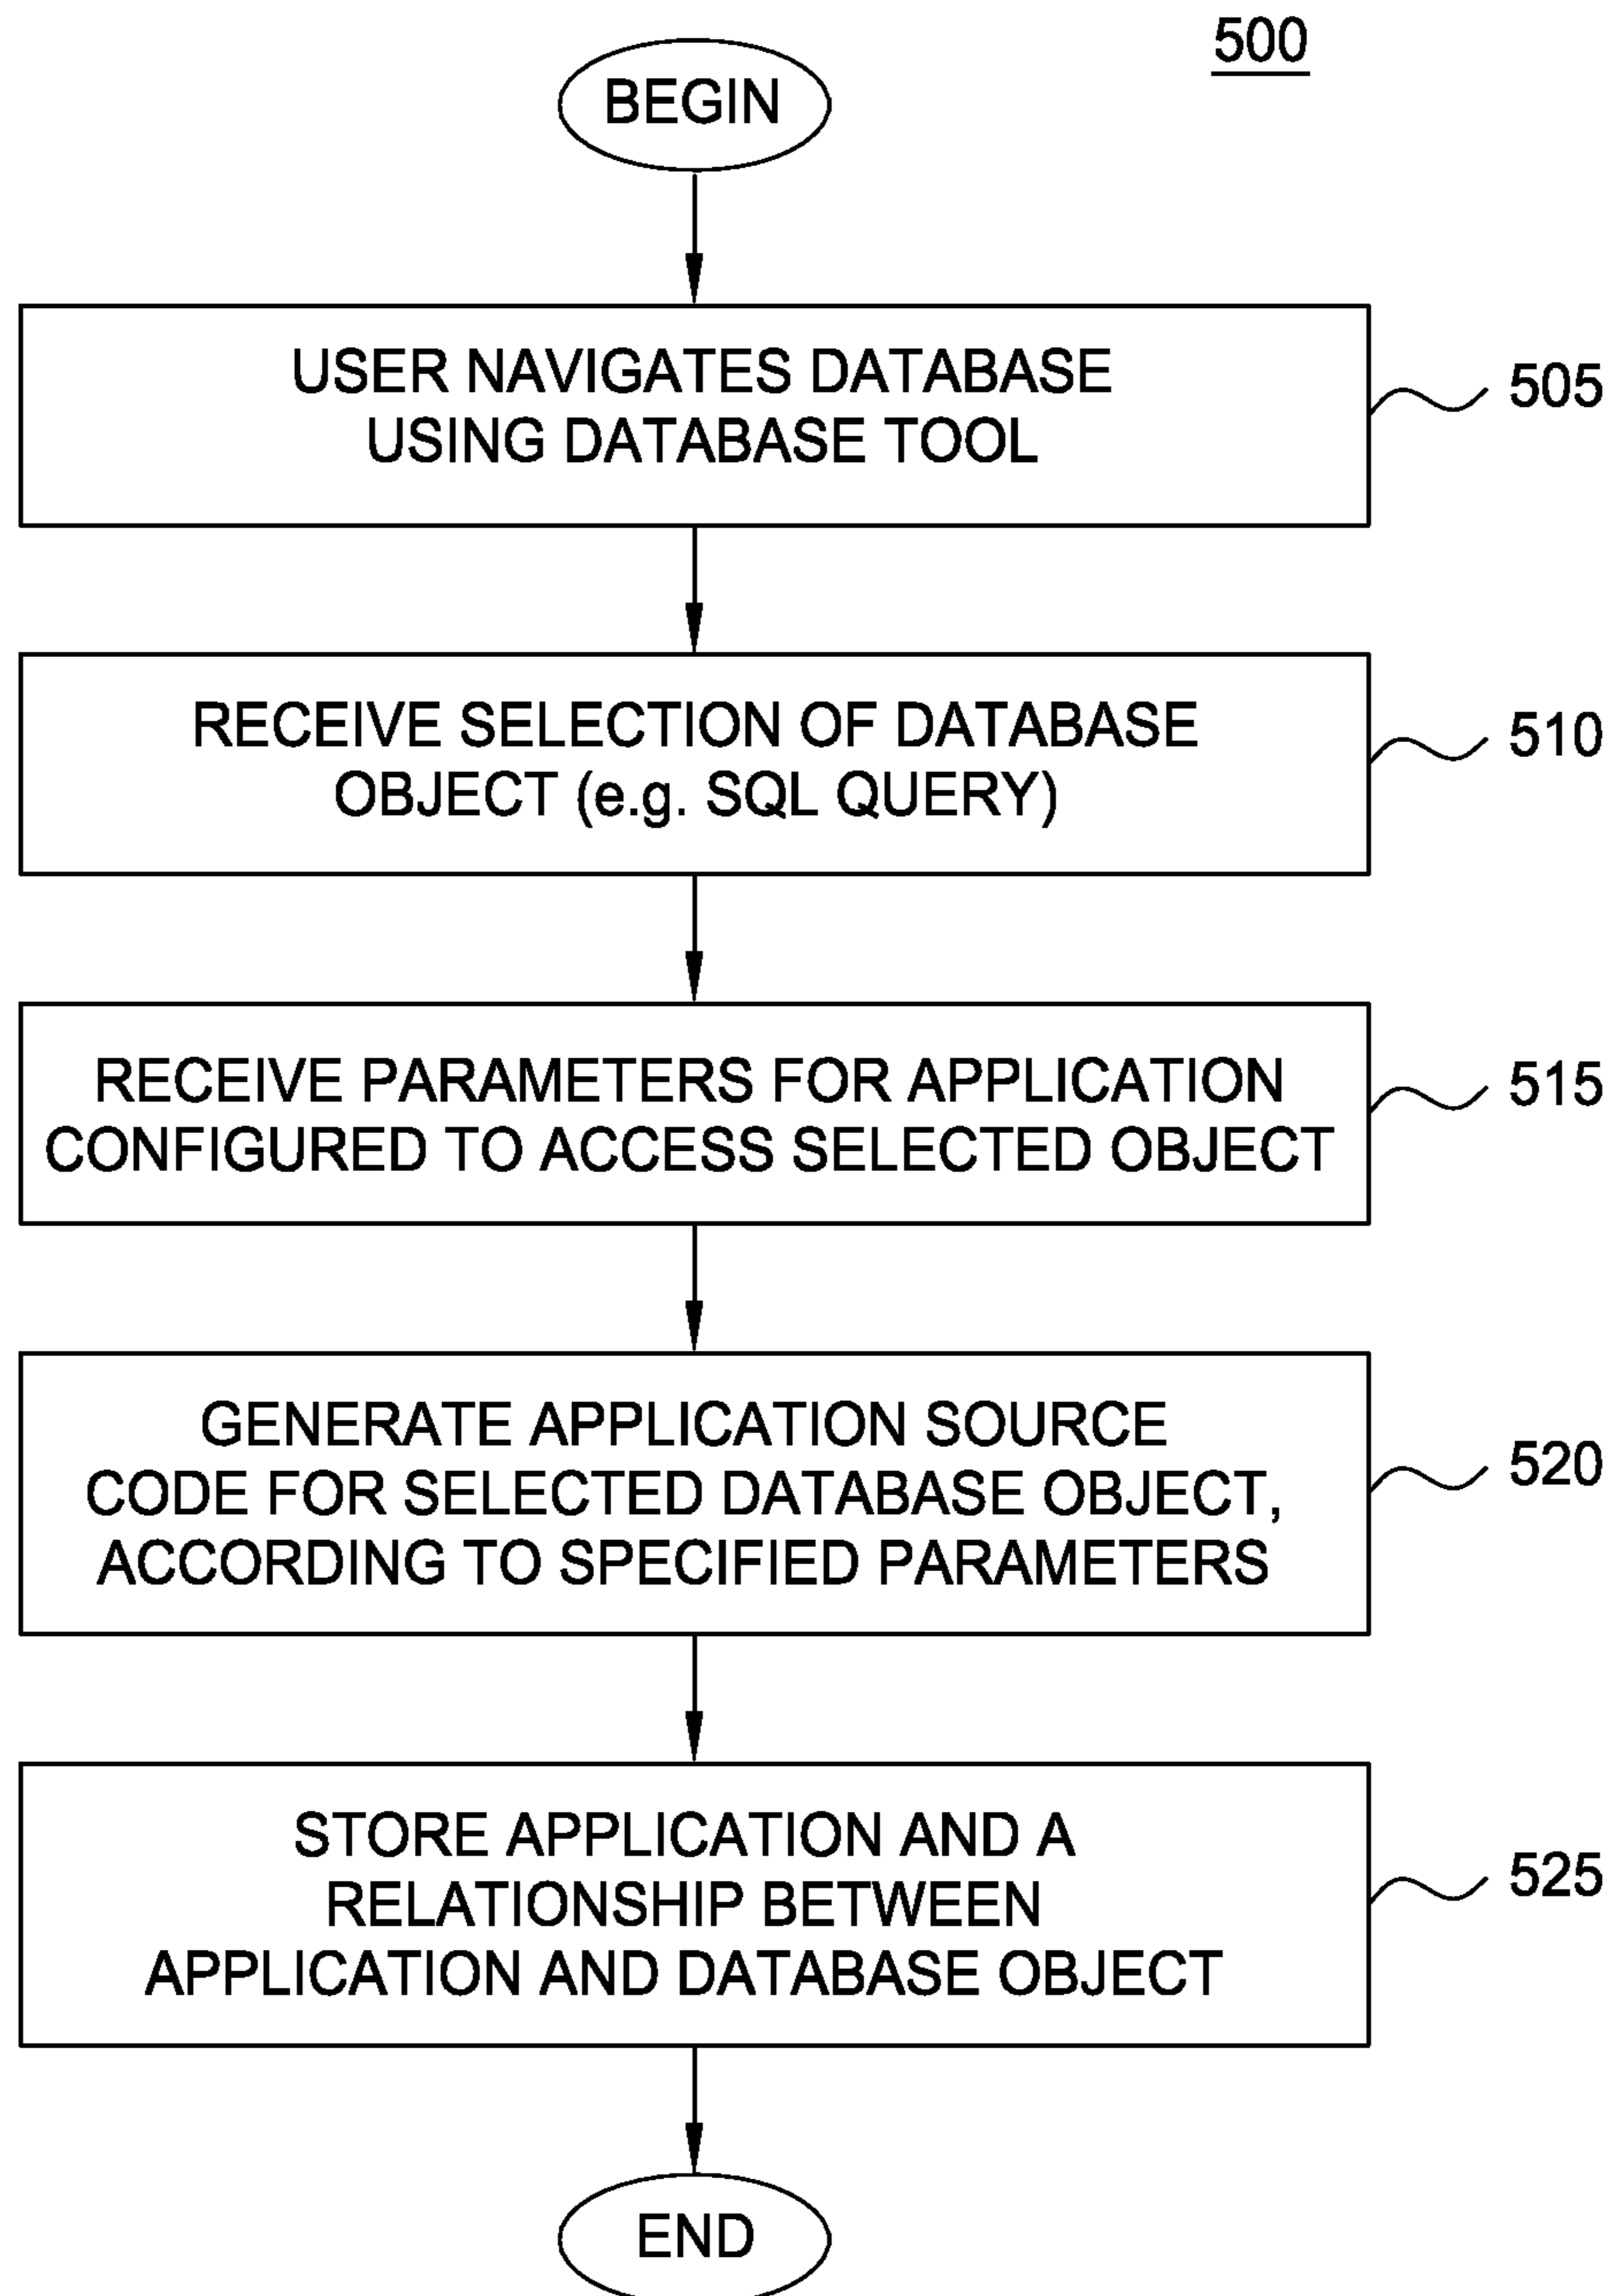 500
BEGIN
USER NAVIGATES DATABASE
USING DATABASE TOOL
505
RECEIVE SELECTION OF DATABASE
OBJECT (e.g. SQL QUERY)
510
RECEIVE PARAMETERS FOR APPLICATION
CONFIGURED TO ACCESS SELECTED OBJECT
515
GENERATE APPLICATION SOURCE
CODE FOR SELECTED DATABASE OBJECT,
ACCORDING TO SPECIFIED PARAMETERS
520
STORE APPLICATION AND A
RELATIONSHIP BETWEEN
APPLICATION AND DATABASE OBJECT
525
END